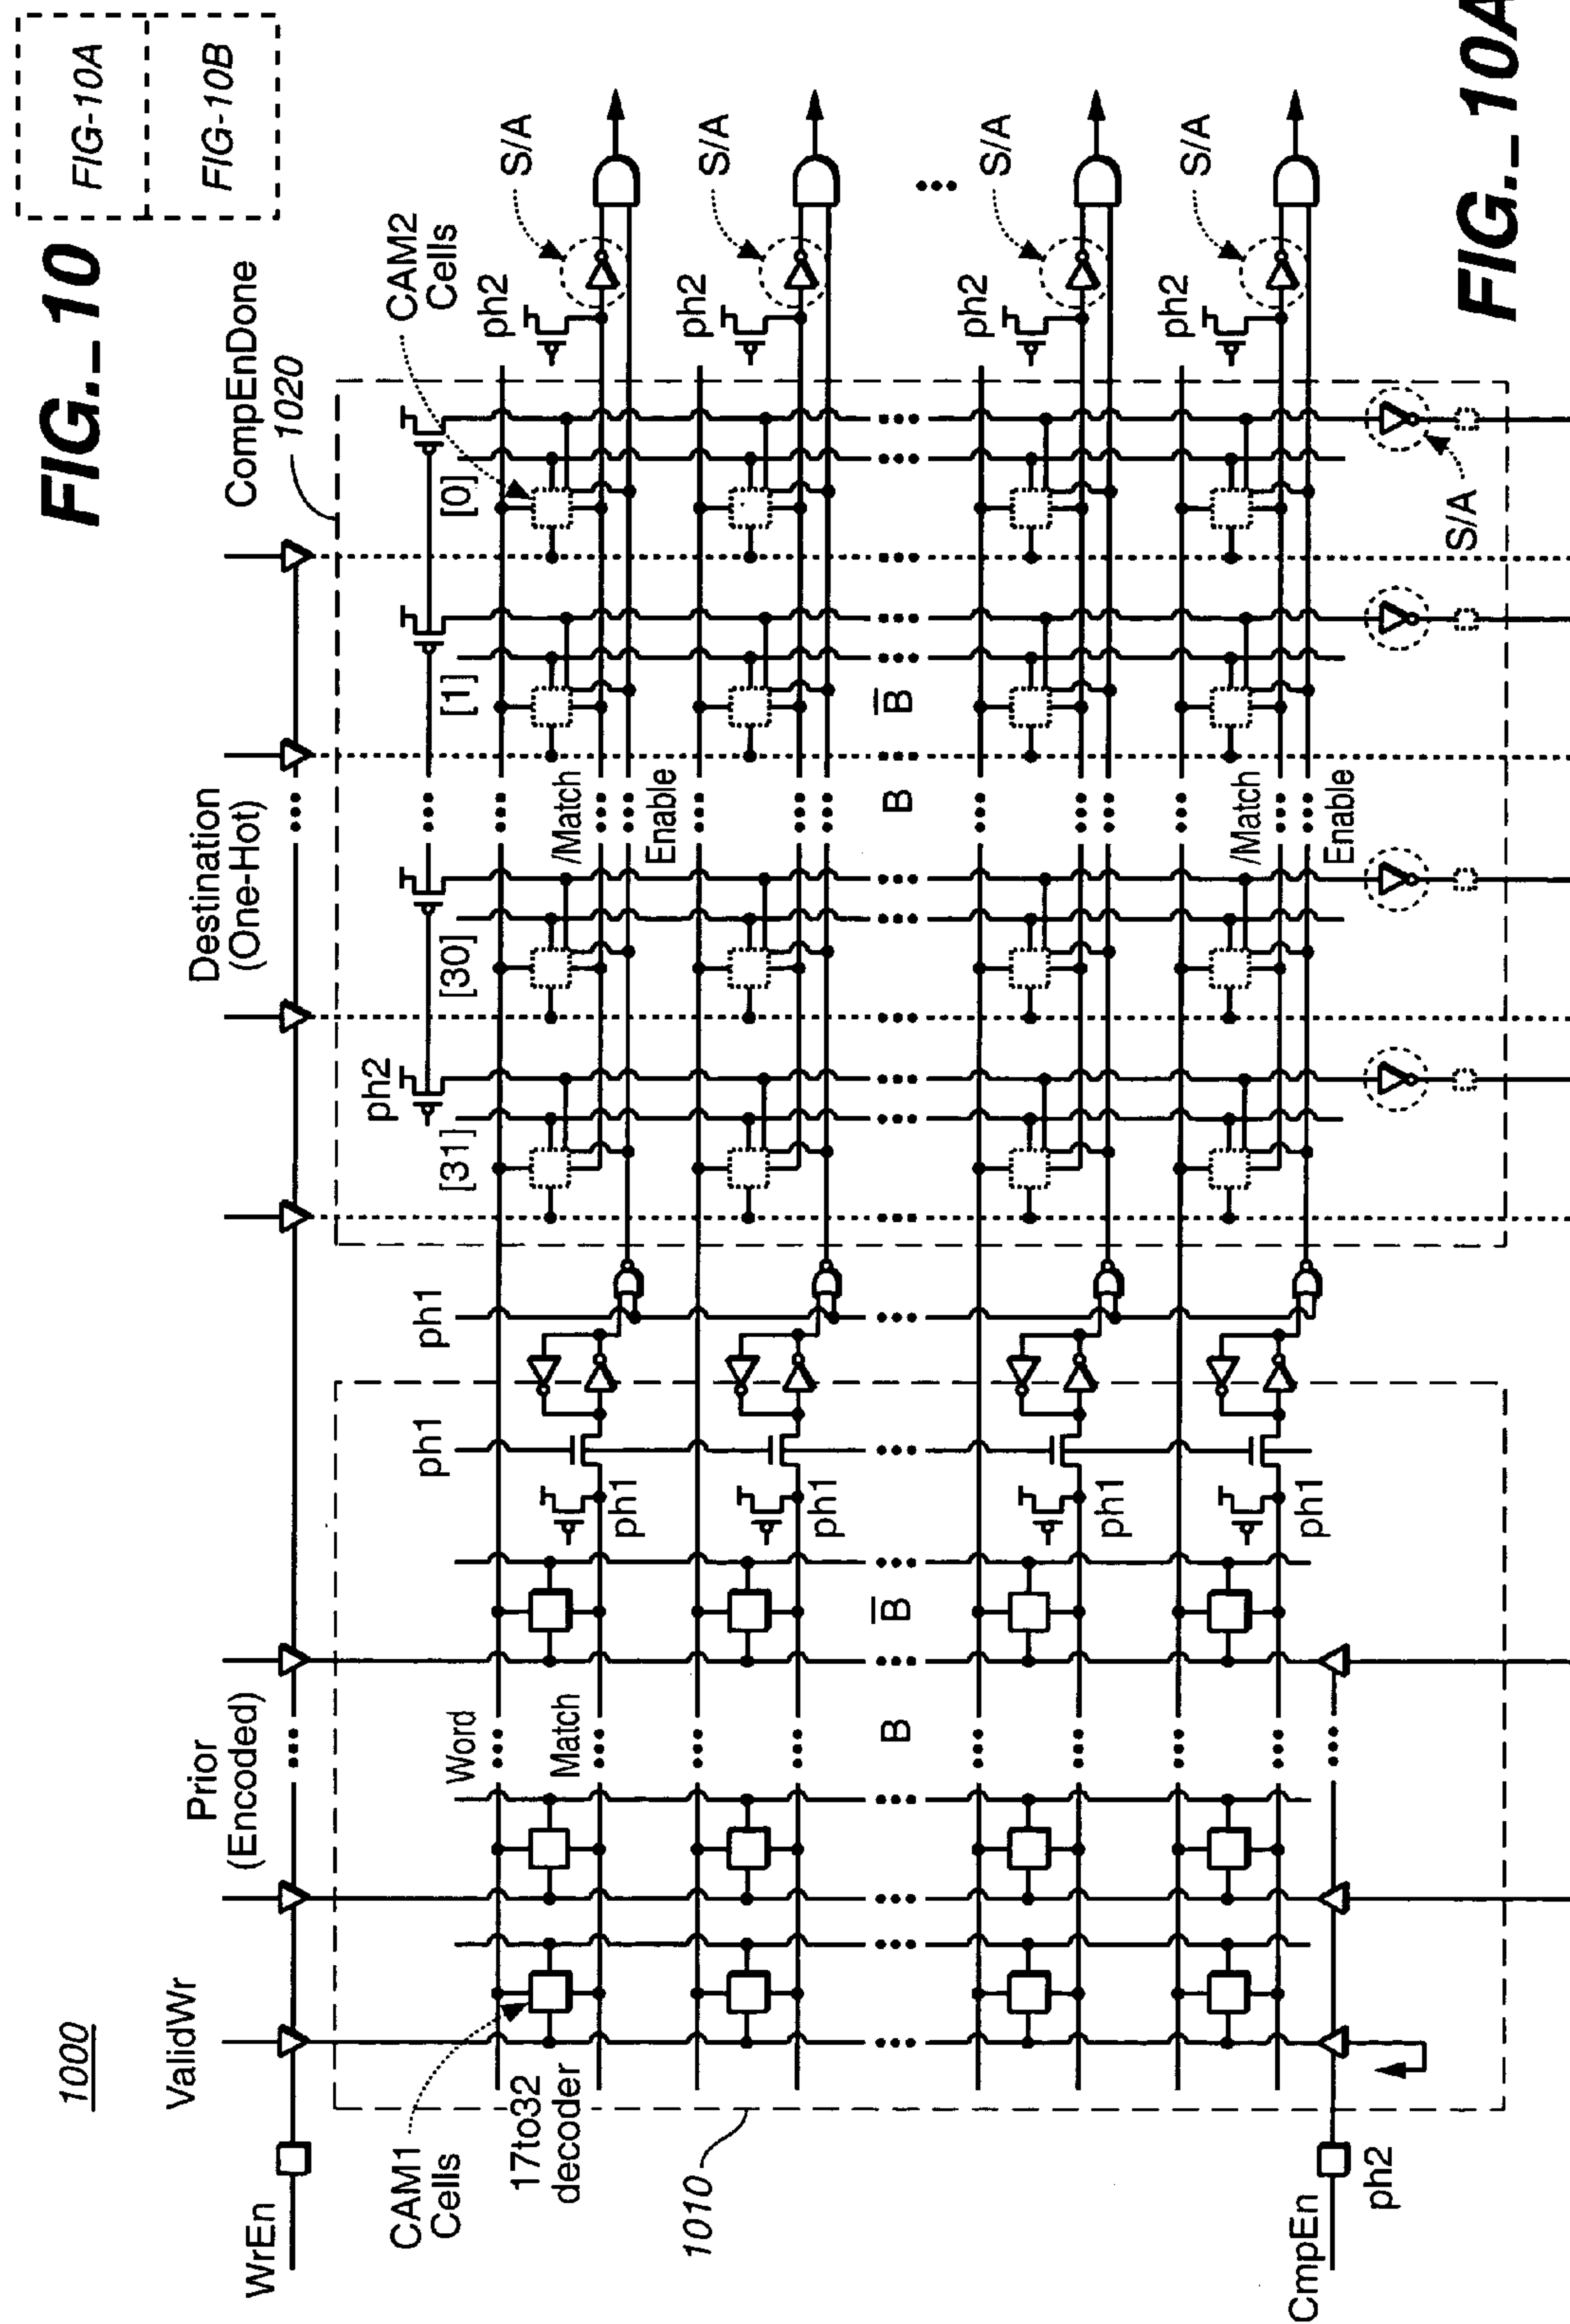 FIG._10
FIG-10A
FIG-10B
1000
WrEn
ValidWr
Prior
(Encoded)
Destination
(One-Hot)
CompEnDone
1020
CAM1
Cells
17to32
decoder
1010
Word
Match
B
B̅
ph1
ph1
ph1
ph1
ph1
ph1
ph2
[31]
[30]
[1]
[0]
/Match
Enable
B
B̅
/Match
Enable
CAM2
Cells
ph2
S/A
ph2
S/A
...
ph2
S/A
ph2
S/A
S/A
CmpEn
ph2
FIG._10A